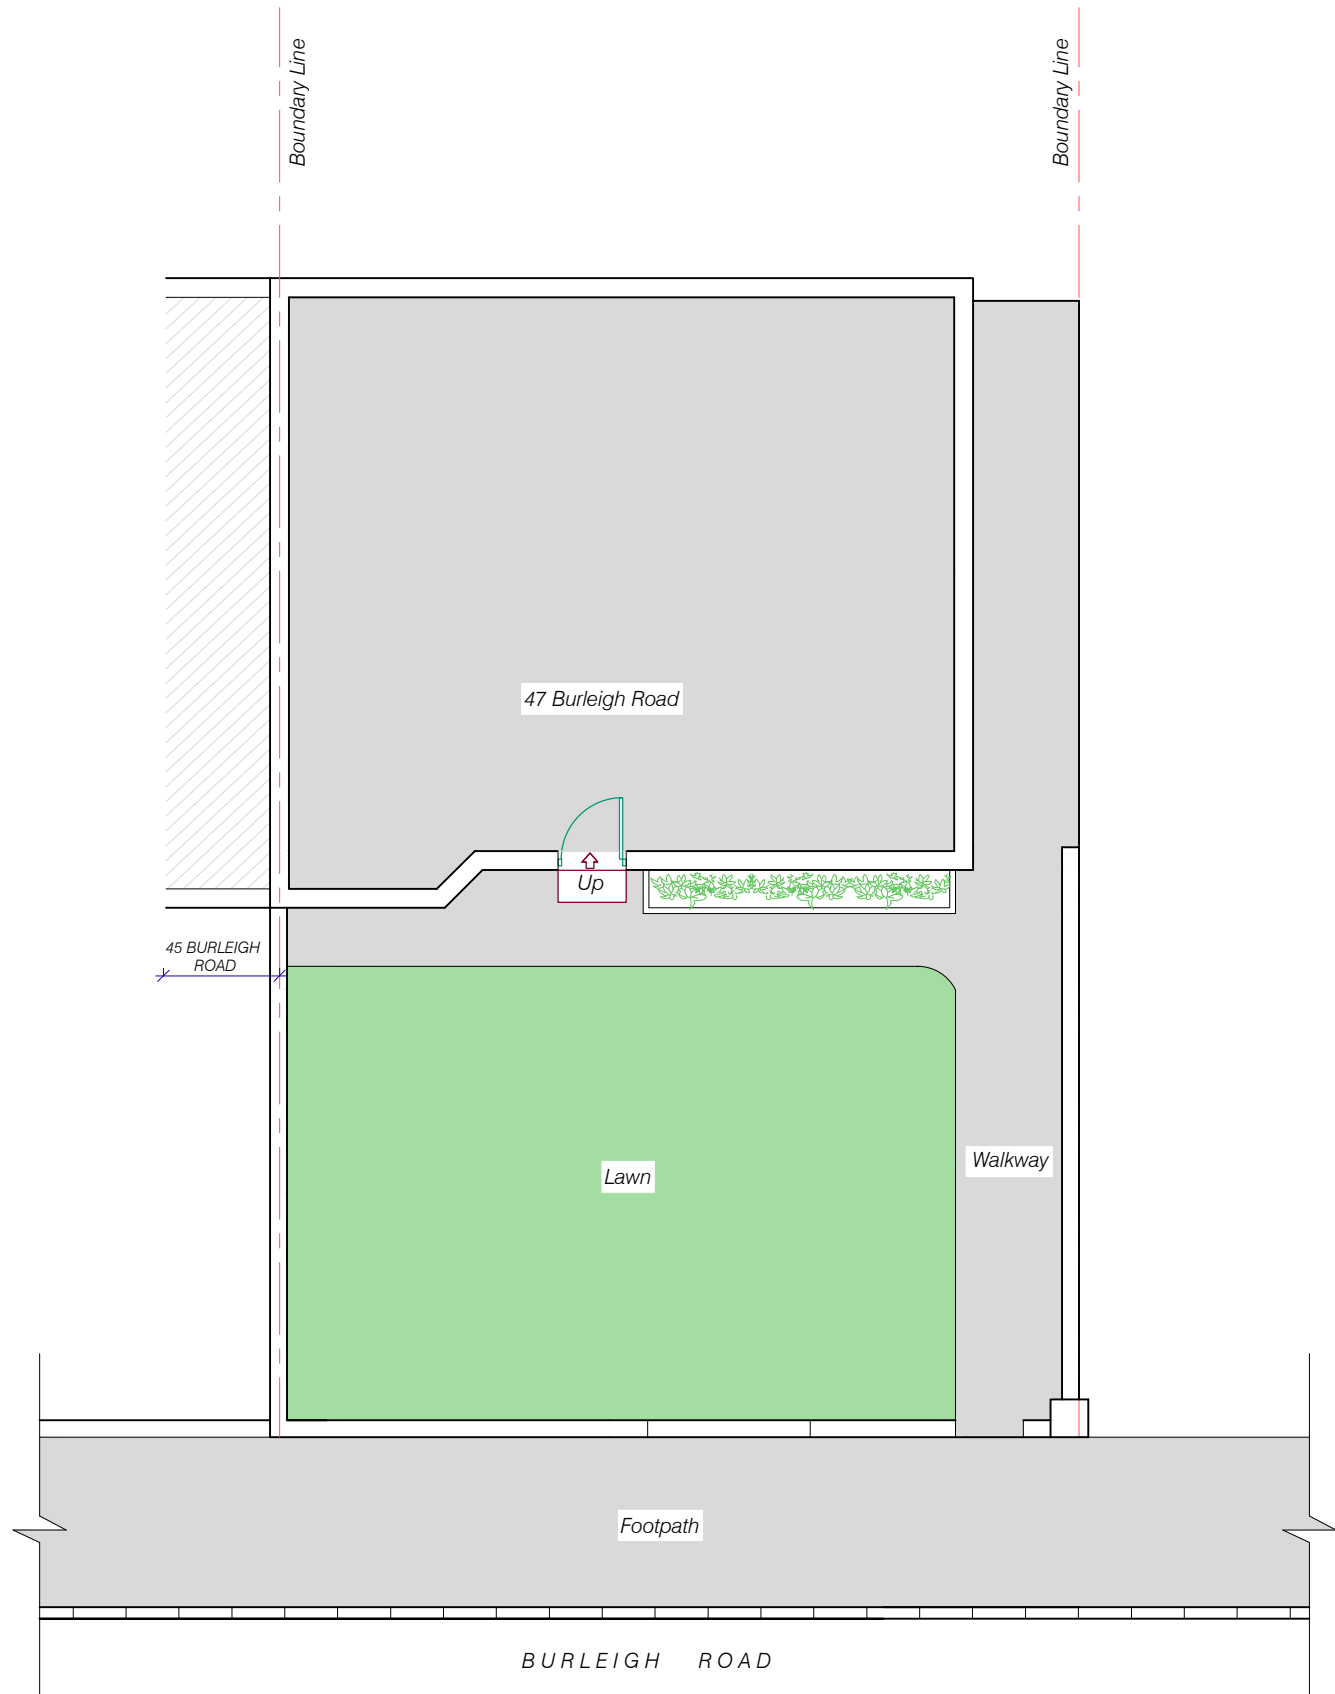 Boundary Line
Boundary Line
47 Burleigh Road
Up
45 BURLEIGH
ROAD
Walkway
Lawn
Footpath
BURLEIGH ROAD